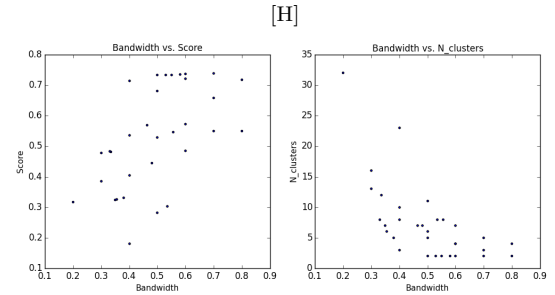 [H]
Bandwidth vs. Score
Score
0.8
0.7
0.6
0.5
0.4
0.3
0.2
0.1
0.1 0.2 0.3 0.4 0.5 0.6 0.7 0.8 0.9
Bandwidth
Bandwidth vs. N_clusters
N_clusters
35
30
25
20
15
10
5
0
0.1 0.2 0.3 0.4 0.5 0.6 0.7 0.8 0.9
Bandwidth